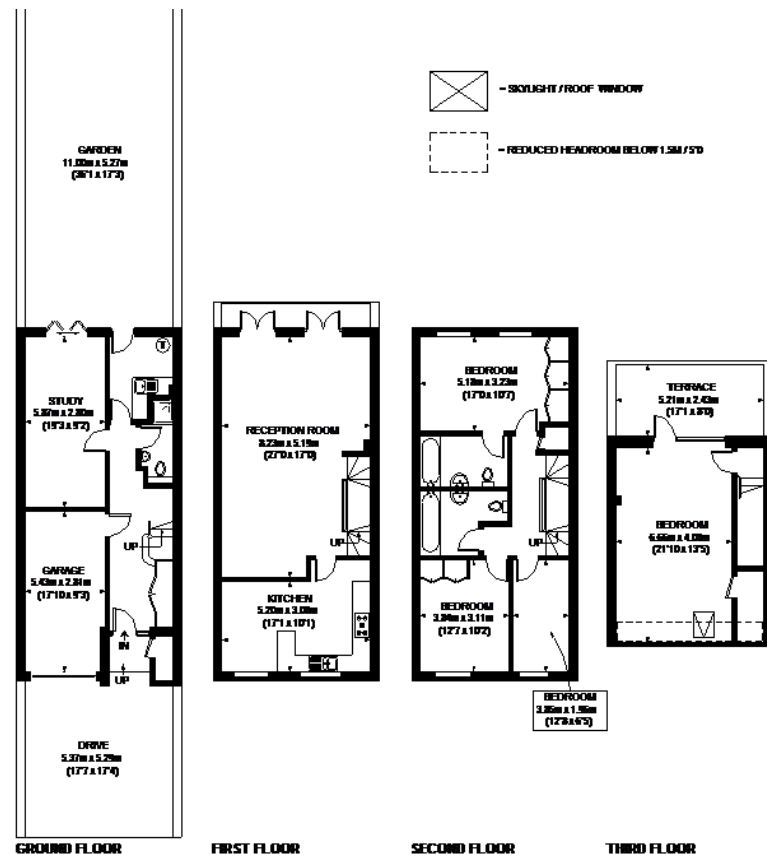 - SKYLIGHT / ROOF WINDOW
- REDUCED HEADROOM BELOW 1.5M / 5'0
GARDEN
11.00m x 5.27m
(36'1 x 17'3)
STUDY
5.87m x 2.80m
(19'3 x 9'2)
T
GARAGE
5.43m x 2.81m
(17'10 x 9'3)
UP
IN
UP
DRIVE
5.37m x 5.29m
(17'7 x 17'4)
GROUND FLOOR
RECEPTION ROOM
8.23m x 5.19m
(27'0 x 17'0)
UP
KITCHEN
5.20m x 3.08m
(17'1 x 10'1)
FIRST FLOOR
BEDROOM
5.18m x 3.23m
(17'0 x 10'7)
UP
BEDROOM
3.84m x 3.11m
(12'7 x 10'2)
BEDROOM
(12'8 x 6'5)
SECOND FLOOR
TERRACE
5.21m x 2.43m
(17'1 x 8'0)
BEDROOM
6.66m x 4.08m
(21'10 x 13'5)
THIRD FLOOR